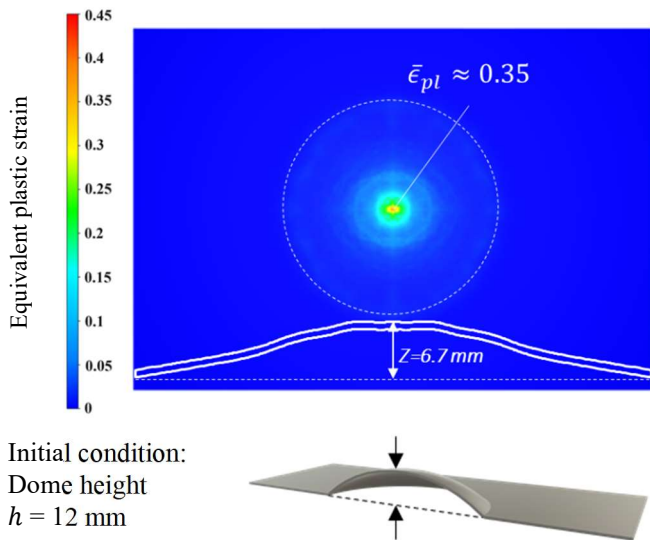 Equivalent plastic strain
0.45
0.4
0.35
0.3
0.25
0.2
0.15
0.1
0.05
0
ϵ̄ₚₗ ≈ 0.35
Z=6.7 mm
Initial condition:
Dome height
h = 12 mm